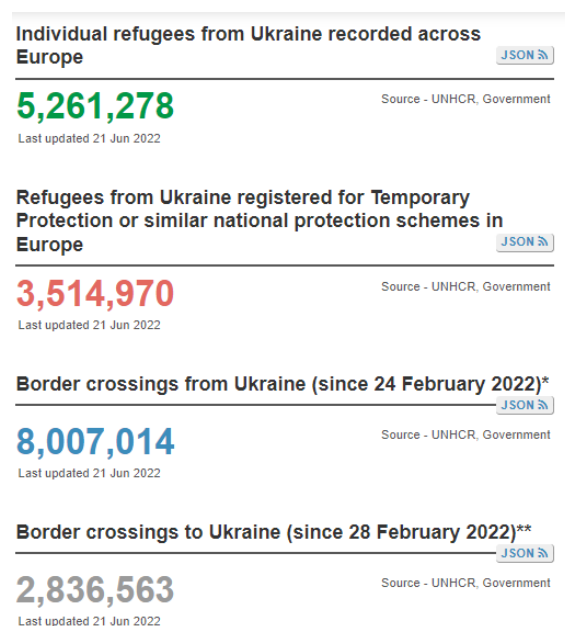 Individual refugees from Ukraine recorded across
Europe
JSON
5,261,278
Source - UNHCR, Government
Last updated 21 Jun 2022
Refugees from Ukraine registered for Temporary
Protection or similar national protection schemes in
Europe
JSON
3,514,970
Source - UNHCR, Government
Last updated 21 Jun 2022
Border crossings from Ukraine (since 24 February 2022)*
JSON
8,007,014
Source - UNHCR, Government
Last updated 21 Jun 2022
Border crossings to Ukraine (since 28 February 2022)**
JSON
2,836,563
Source - UNHCR, Government
Last updated 21 Jun 2022